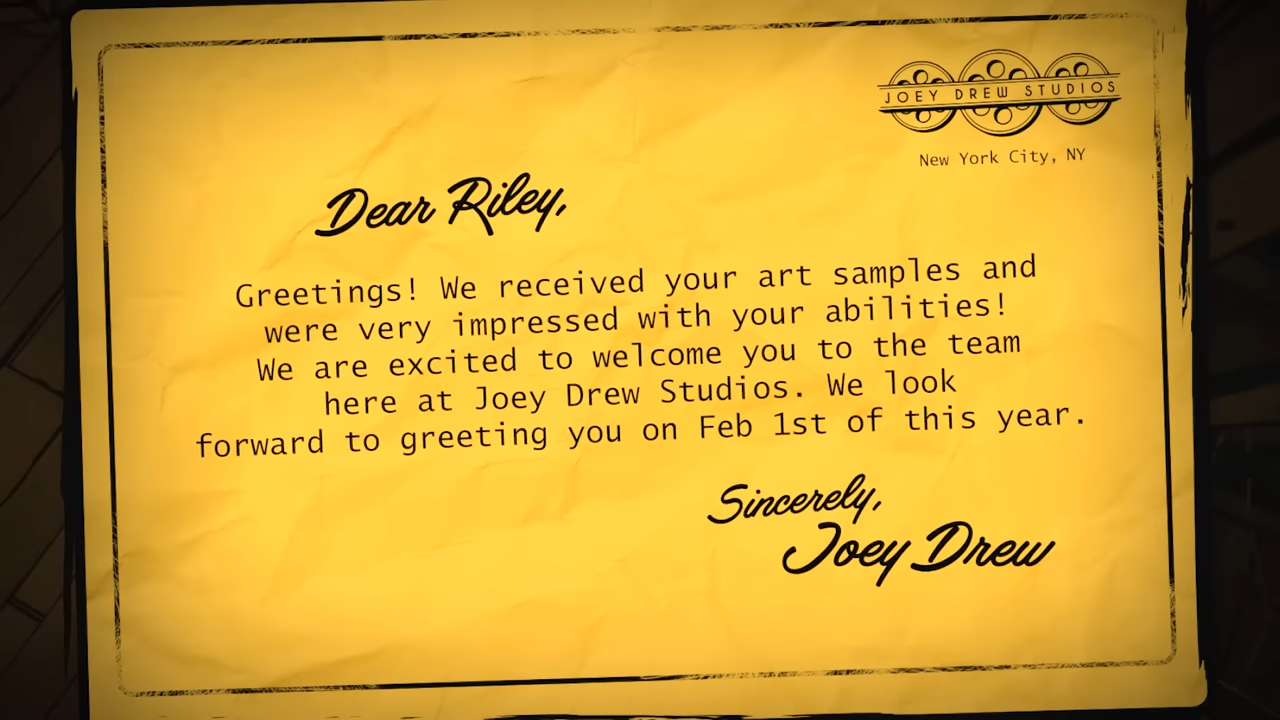 JOEY DREW STUDIOS
New York City, NY
Dear Riley,
Greetings! We received your art samples and
were very impressed with your abilities!
We are excited to welcome you to the team
here at Joey Drew Studios. We look
forward to greeting you on Feb 1st of this year.
Sincerely,
Joey Drew